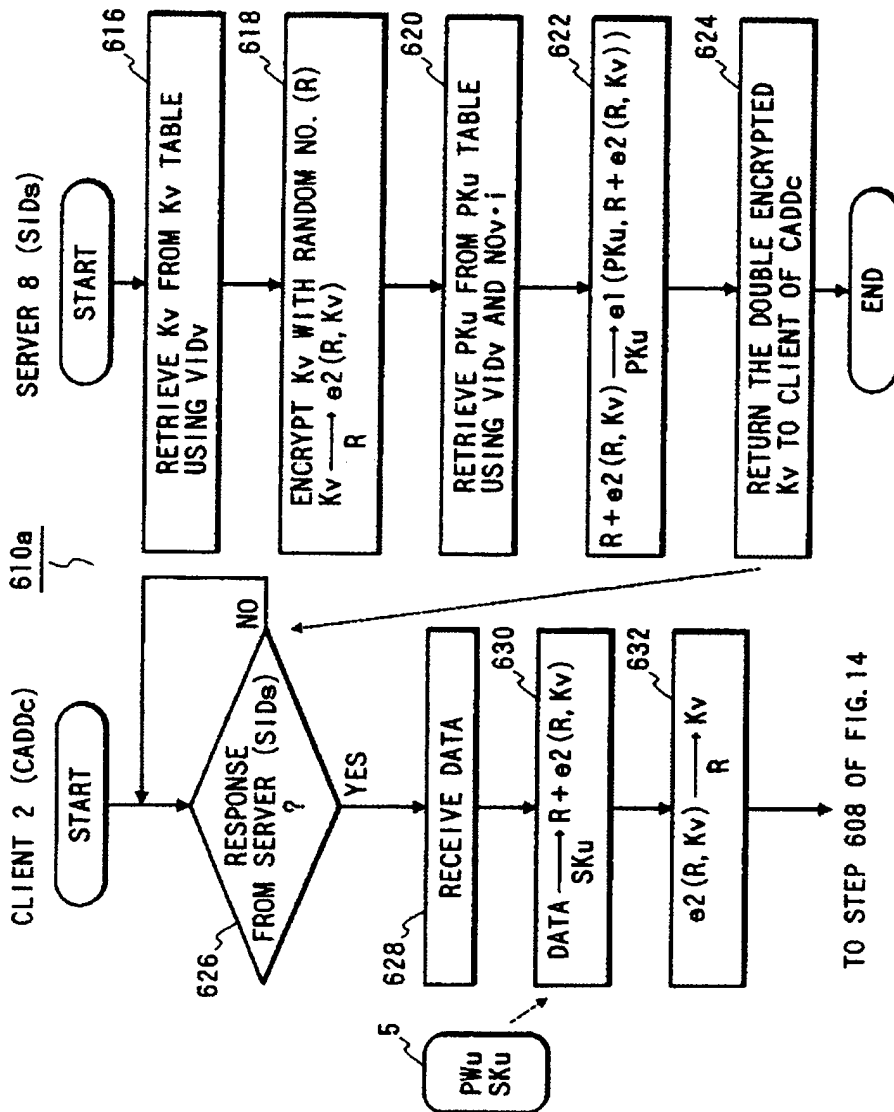 610a
CLIENT 2 (CADDc)
START
626
RESPONSE
FROM SERVER (SIDs)
?
NO
YES
628
RECEIVE DATA
5
PWu
SKu
630
DATA ⟶ R + e2(R, Kv)
SKu
632
e2(R, Kv) ⟶ Kv
R
TO STEP 608 OF FIG. 14
SERVER 8 (SIDs)
START
616
RETRIEVE Kv FROM Kv TABLE
USING VIDv
618
ENCRYPT Kv WITH RANDOM NO. (R)
Kv ⟶ e2(R, Kv)
R
620
RETRIEVE PKu FROM PKu TABLE
USING VIDv AND NOv·i
622
R + e2(R, Kv) ⟶ e1(PKu, R + e2(R, Kv))
PKu
624
RETURN THE DOUBLE ENCRYPTED
Kv TO CLIENT OF CADDc
END